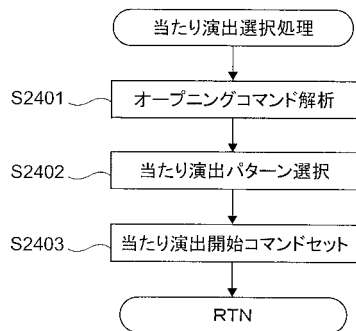 当たり演出選択処理
S2401
オープニングコマンド解析
S2402
当たり演出パターン選択
S2403
当たり演出開始コマンドセット
RTN